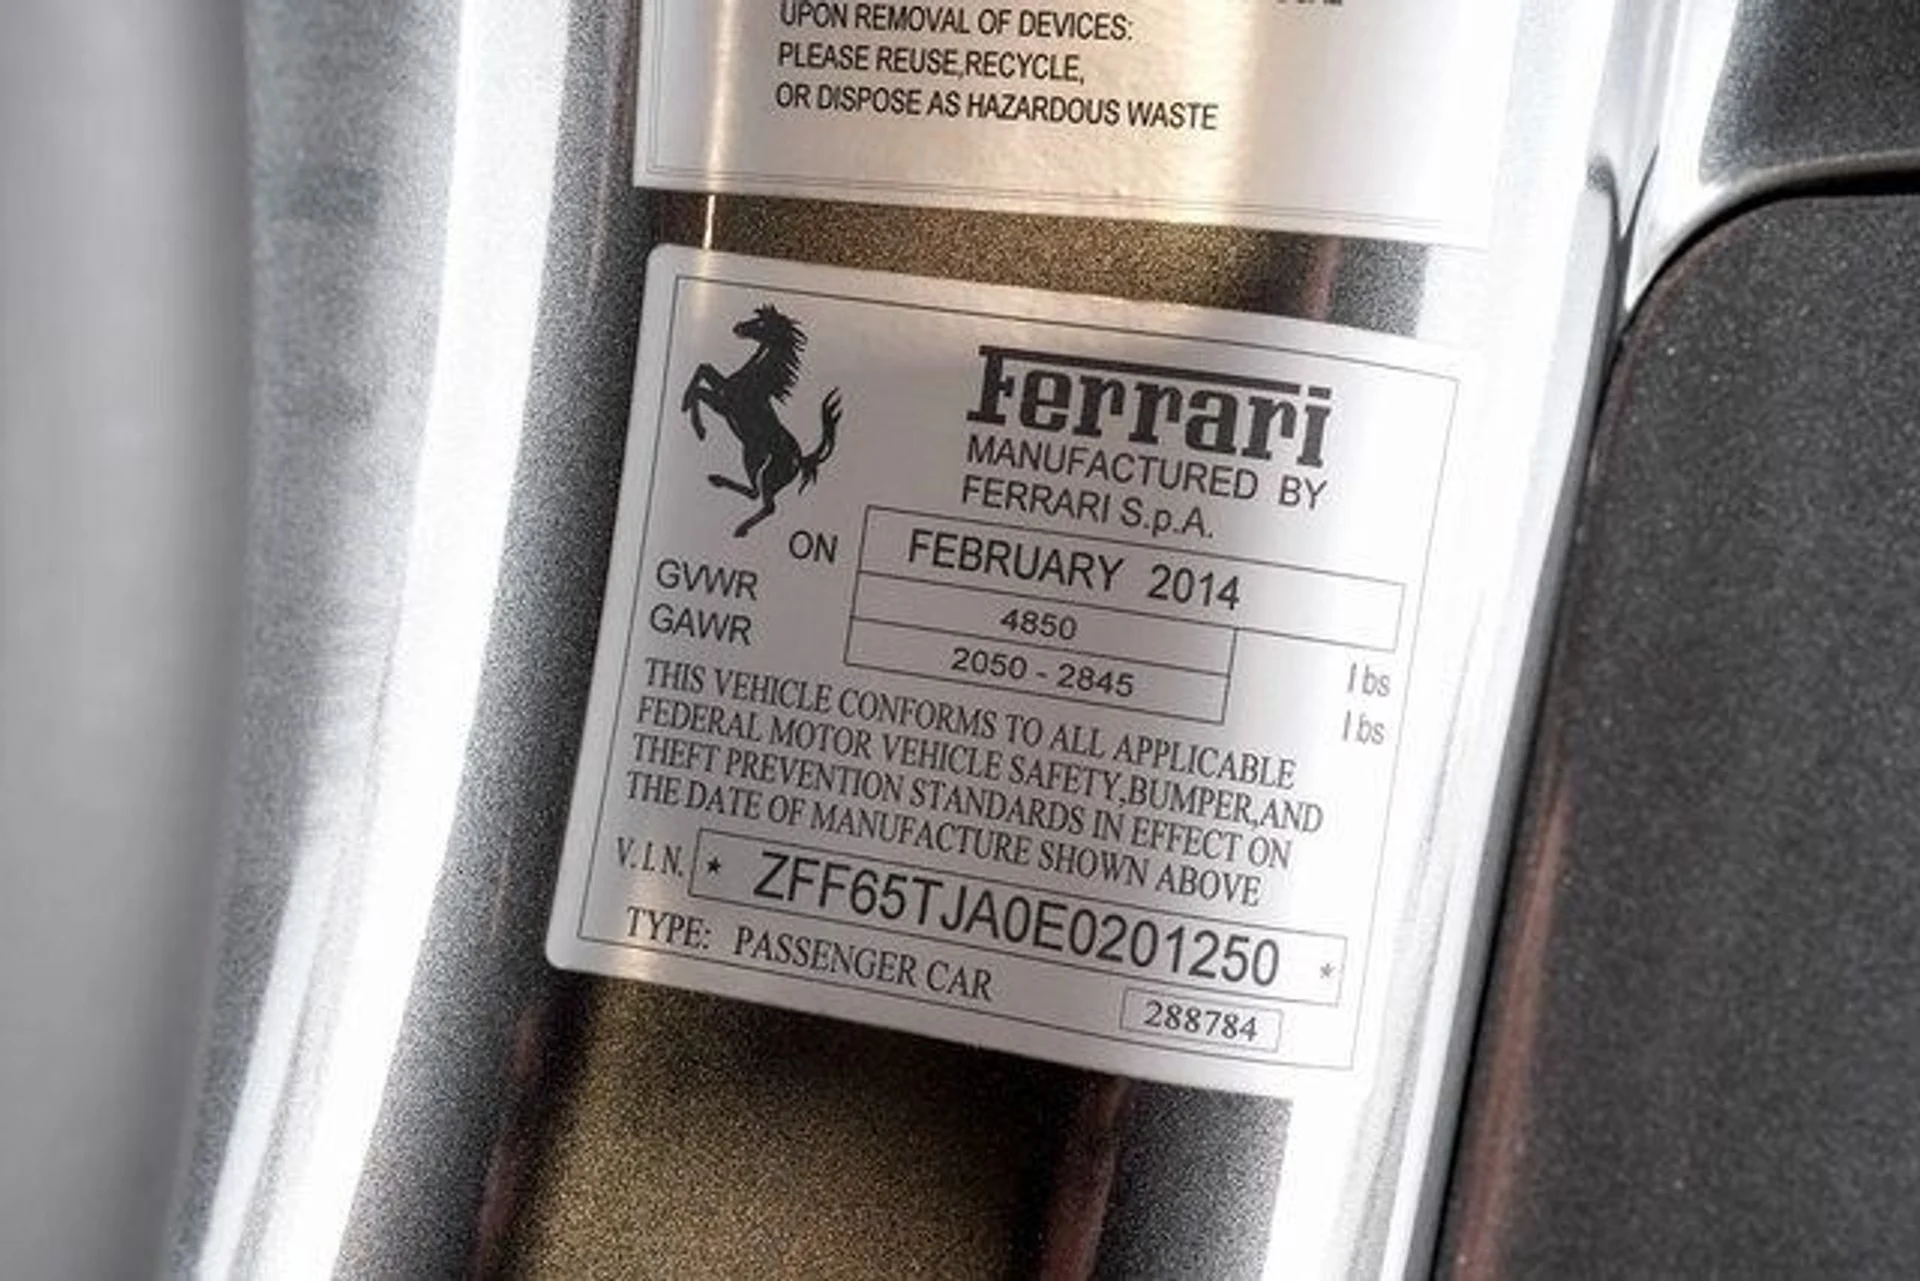 UPON REMOVAL OF DEVICES:
PLEASE REUSE,RECYCLE,
OR DISPOSE AS HAZARDOUS WASTE
Ferrari
MANUFACTURED BY
FERRARI S.p.A.
ON FEBRUARY 2014
GVWR 4850 lbs
GAWR 2050 - 2845 lbs
THIS VEHICLE CONFORMS TO ALL APPLICABLE
FEDERAL MOTOR VEHICLE SAFETY,BUMPER,AND
THEFT PREVENTION STANDARDS IN EFFECT ON
THE DATE OF MANUFACTURE SHOWN ABOVE
V.I.N. * ZFF65TJA0E0201250 *
TYPE: PASSENGER CAR
288784